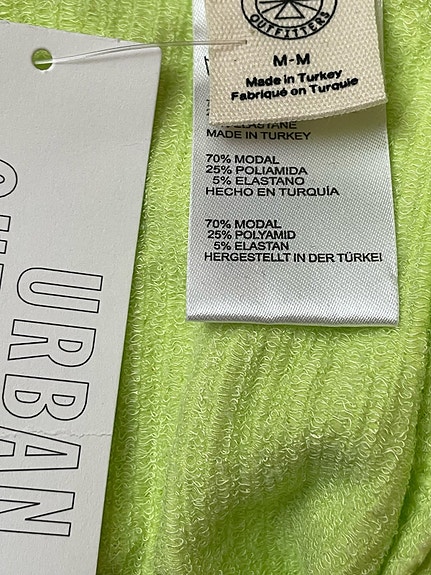 OUTFITTERS
M-M
Made in Turkey
Fabriqué en Turquie
ELASTANE
MADE IN TURKEY
70% MODAL
25% POLIAMIDA
5% ELASTANO
HECHO EN TURQUÍA
70% MODAL
25% POLYAMID
5% ELASTAN
HERGESTELLT IN DER TÜRKEI
URBAN